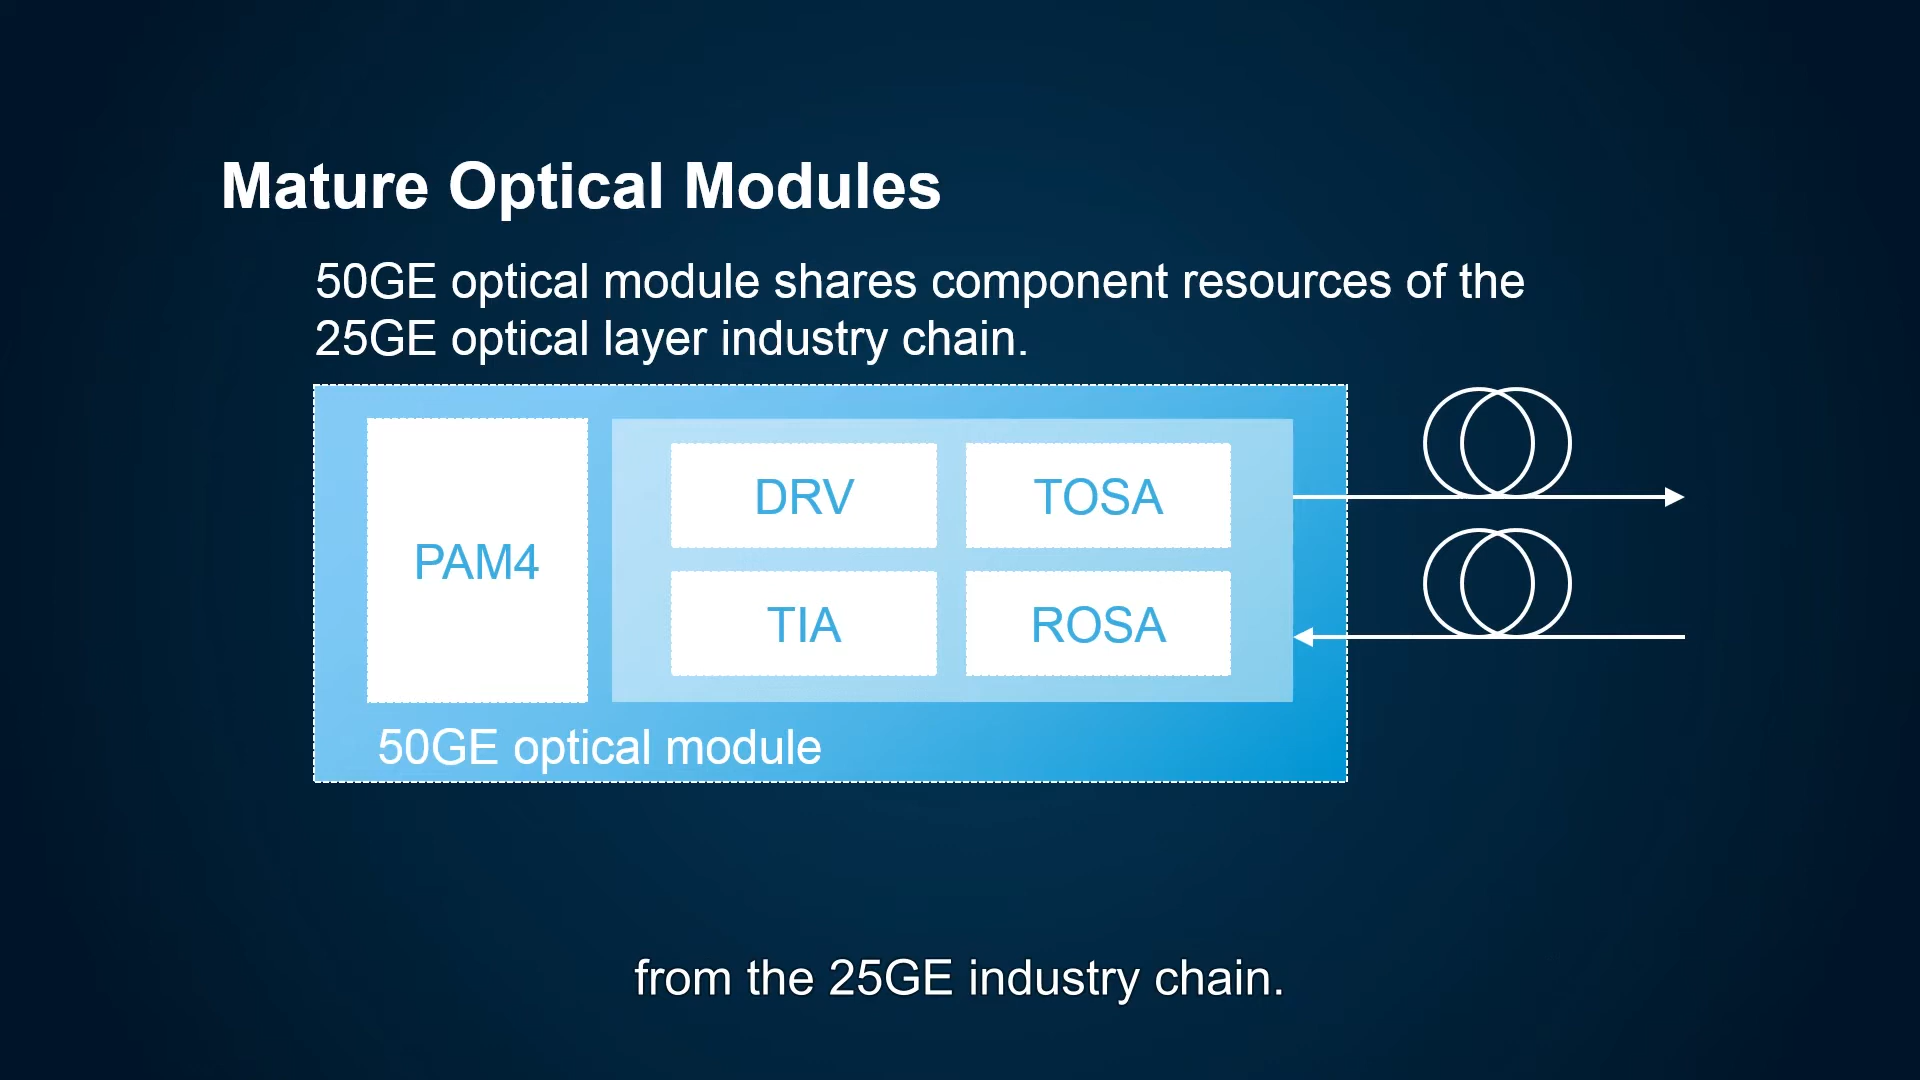 Mature Optical Modules
50GE optical module shares component resources of the
25GE optical layer industry chain.
PAM4
DRV
TOSA
TIA
ROSA
50GE optical module
from the 25GE industry chain.